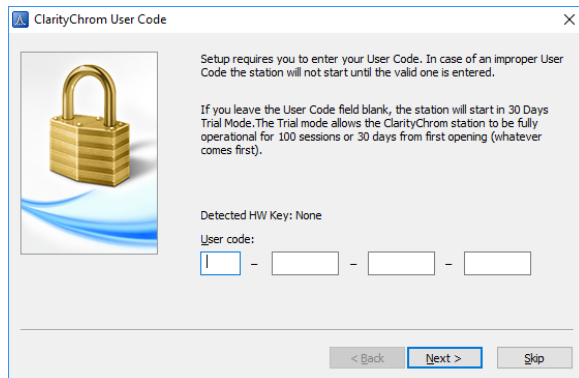 ClarityChrom User Code
Setup requires you to enter your User Code. In case of an improper User
Code the station will not start until the valid one is entered.
If you leave the User Code field blank, the station will start in 30 Days
Trial Mode.The Trial mode allows the ClarityChrom station to be fully
operational for 100 sessions or 30 days from first opening (whatever
comes first).
Detected HW Key: None
User code:
– – –
< Back Next > Skip